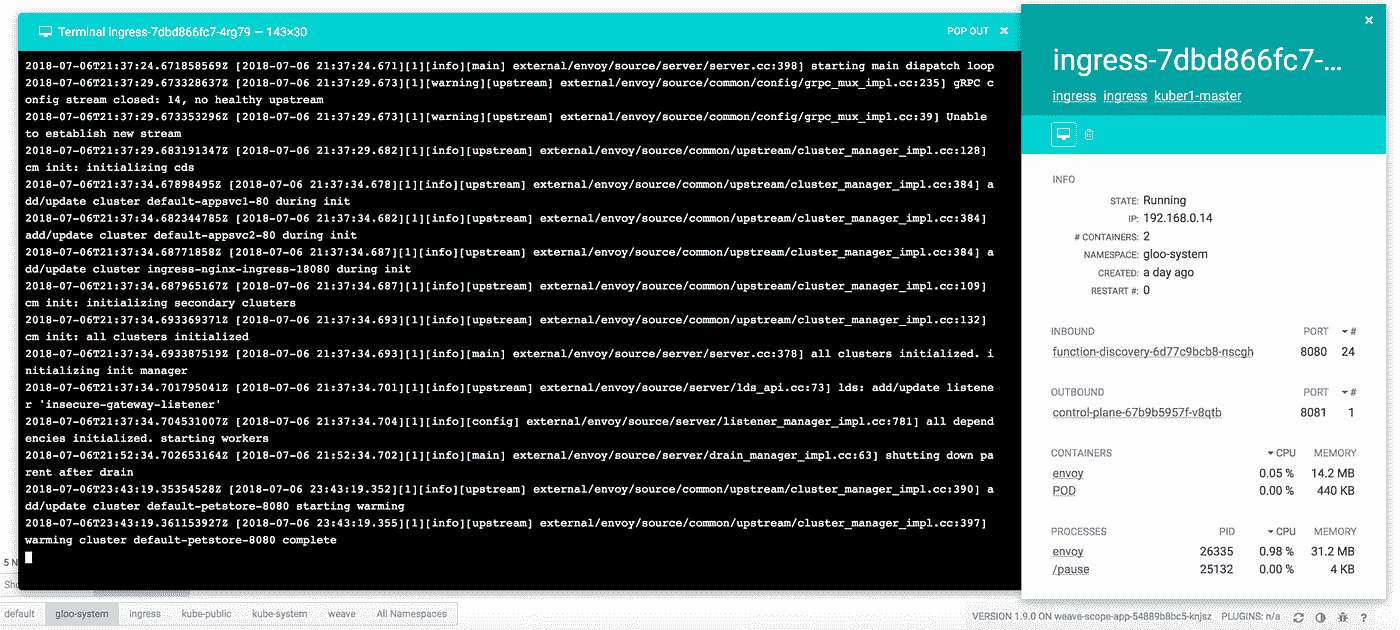 Terminal ingress-7dbd866fc7-4rg79 — 143×30
POP OUT
2018-07-06T21:37:24.671858569Z [2018-07-06 21:37:24.671][1][info][main] external/envoy/source/server/server.cc:398] starting main dispatch loop
2018-07-06T21:37:29.673328637Z [2018-07-06 21:37:29.673][1][warning][upstream] external/envoy/source/common/config/grpc_mux_impl.cc:235] gRPC c
onfig stream closed: 14, no healthy upstream
2018-07-06T21:37:29.673353296Z [2018-07-06 21:37:29.673][1][warning][upstream] external/envoy/source/common/config/grpc_mux_impl.cc:39] Unable
to establish new stream
2018-07-06T21:37:29.683191347Z [2018-07-06 21:37:29.682][1][info][upstream] external/envoy/source/common/upstream/cluster_manager_impl.cc:128]
cm init: initializing cds
2018-07-06T21:37:34.67898495Z [2018-07-06 21:37:34.678][1][info][upstream] external/envoy/source/common/upstream/cluster_manager_impl.cc:384] a
dd/update cluster default-appsvc1-80 during init
2018-07-06T21:37:34.682344785Z [2018-07-06 21:37:34.682][1][info][upstream] external/envoy/source/common/upstream/cluster_manager_impl.cc:384]
add/update cluster default-appsvc2-80 during init
2018-07-06T21:37:34.68771858Z [2018-07-06 21:37:34.687][1][info][upstream] external/envoy/source/common/upstream/cluster_manager_impl.cc:384] a
dd/update cluster ingress-nginx-ingress-18080 during init
2018-07-06T21:37:34.687965167Z [2018-07-06 21:37:34.687][1][info][upstream] external/envoy/source/common/upstream/cluster_manager_impl.cc:109]
cm init: initializing secondary clusters
2018-07-06T21:37:34.693369371Z [2018-07-06 21:37:34.693][1][info][upstream] external/envoy/source/common/upstream/cluster_manager_impl.cc:132]
cm init: all clusters initialized
2018-07-06T21:37:34.693387519Z [2018-07-06 21:37:34.693][1][info][main] external/envoy/source/server/server.cc:378] all clusters initialized. i
nitializing init manager
2018-07-06T21:37:34.701795041Z [2018-07-06 21:37:34.701][1][info][upstream] external/envoy/source/server/lds_api.cc:73] lds: add/update listene
r 'insecure-gateway-listener'
2018-07-06T21:37:34.704531007Z [2018-07-06 21:37:34.704][1][info][config] external/envoy/source/server/listener_manager_impl.cc:781] all depend
encies initialized. starting workers
2018-07-06T21:52:34.702653164Z [2018-07-06 21:52:34.702][1][info][main] external/envoy/source/server/drain_manager_impl.cc:63] shutting down pa
rent after drain
2018-07-06T23:43:19.35354528Z [2018-07-06 23:43:19.352][1][info][upstream] external/envoy/source/common/upstream/cluster_manager_impl.cc:390] a
dd/update cluster default-petstore-8080 starting warming
2018-07-06T23:43:19.361153927Z [2018-07-06 23:43:19.355][1][info][upstream] external/envoy/source/common/upstream/cluster_manager_impl.cc:397]
warming cluster default-petstore-8080 complete
5 N
Sho
default gloo-system ingress kube-public kube-system weave All Namespaces
ingress-7dbd866fc7-...
ingress ingress kuber1-master
INFO
STATE: Running
IP: 192.168.0.14
# CONTAINERS: 2
NAMESPACE: gloo-system
CREATED: a day ago
RESTART #: 0
INBOUND PORT #
function-discovery-6d77c9bcb8-nscgh 8080 24
OUTBOUND PORT #
control-plane-67b9b5957f-v8qtb 8081 1
CONTAINERS CPU MEMORY
envoy 0.05 % 14.2 MB
POD 0.00 % 440 KB
PROCESSES PID CPU MEMORY
envoy 26335 0.98 % 31.2 MB
/pause 25132 0.00 % 4 KB
VERSION 1.9.0 ON weave-scope-app-54889b8bc5-knjsz PLUGINS: n/a ?